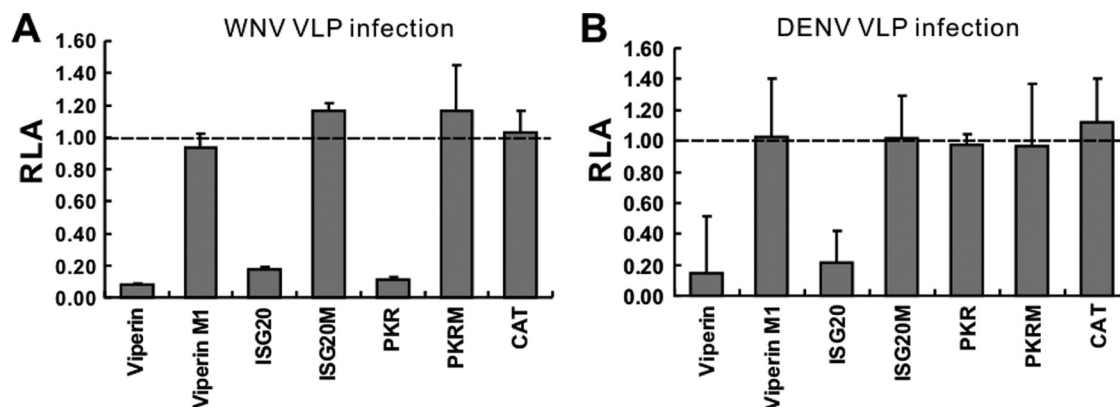 A
WNV VLP infection
RLA
1.60
1.40
1.20
1.00
0.80
0.60
0.40
0.20
0.00
Viperin
Viperin M1
ISG20
ISG20M
PKR
PKRM
CAT
B
DENV VLP infection
RLA
1.60
1.40
1.20
1.00
0.80
0.60
0.40
0.20
0.00
Viperin
Viperin M1
ISG20
ISG20M
PKR
PKRM
CAT